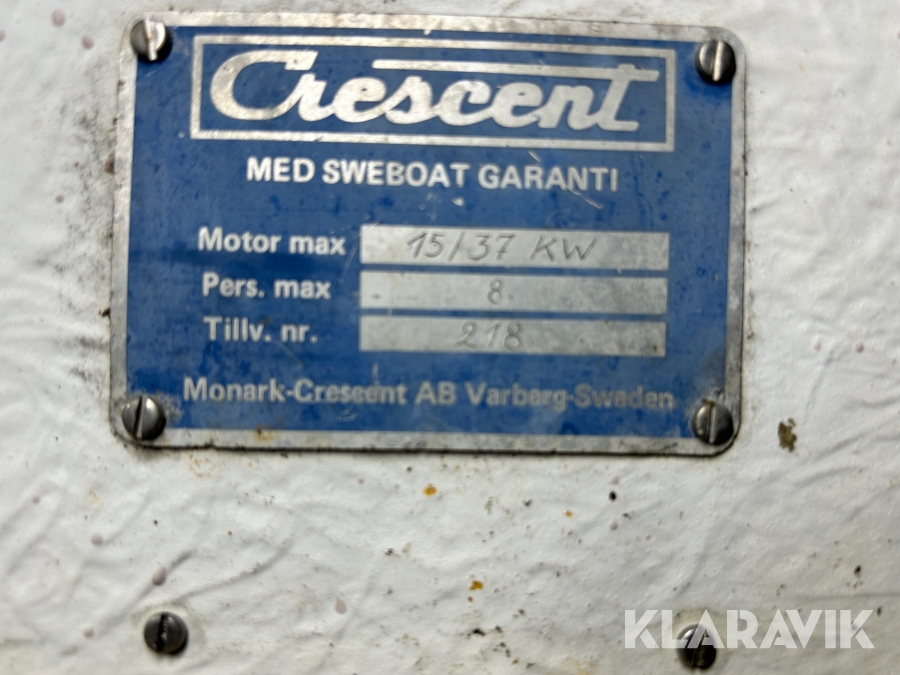 Crescent
MED SWEBOAT GARANTI
Motor max 15/37 KW
Pers. max 8
Tillv. nr. 218
Monark-Crescent AB Varberg-Sweden
KLARAVIK